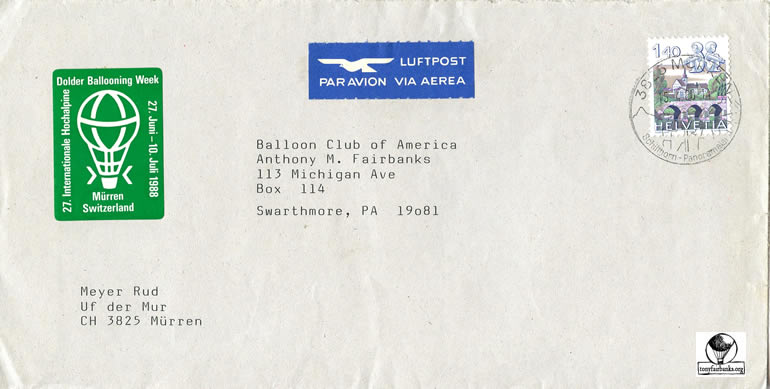 Dolder Ballooning Week
27. Internationale Hochalpine
27. Juni - 10. Juli 1988
Mürren
Switzerland
LUFTPOST
PAR AVION VIA AEREA
1 40
HELVETIA
Schilthorn - Panorama
Balloon Club of America
Anthony M. Fairbanks
113 Michigan Ave
Box 114
Swarthmore, PA 19o81
Meyer Rud
Uf der Mur
CH 3825 Mürren
tonyfairbanks.org